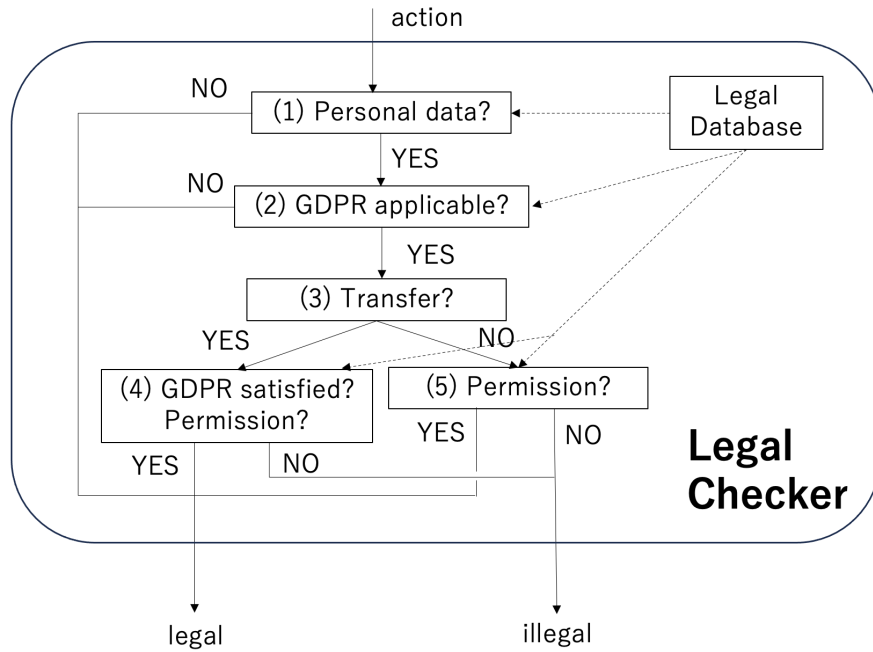 action
NO
(1) Personal data?
Legal
Database
YES
NO
(2) GDPR applicable?
YES
(3) Transfer?
YES
NO
(4) GDPR satisfied?
Permission?
(5) Permission?
YES
NO
YES
NO
Legal
Checker
legal
illegal